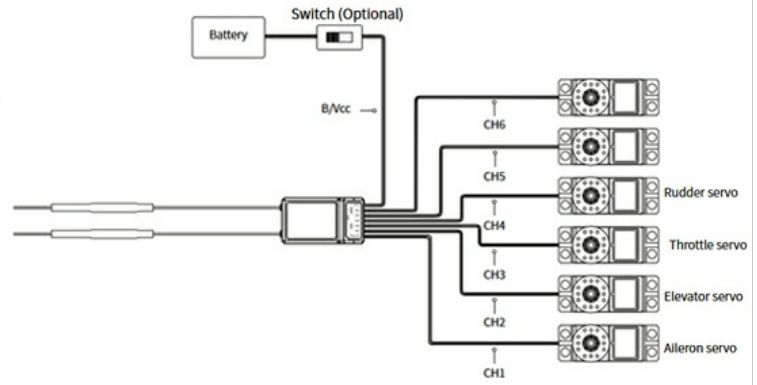 Switch (Optional)
Battery
B/Vcc
CH6
CH5
CH4
Rudder servo
CH3
Throttle servo
CH2
Elevator servo
CH1
Aileron servo